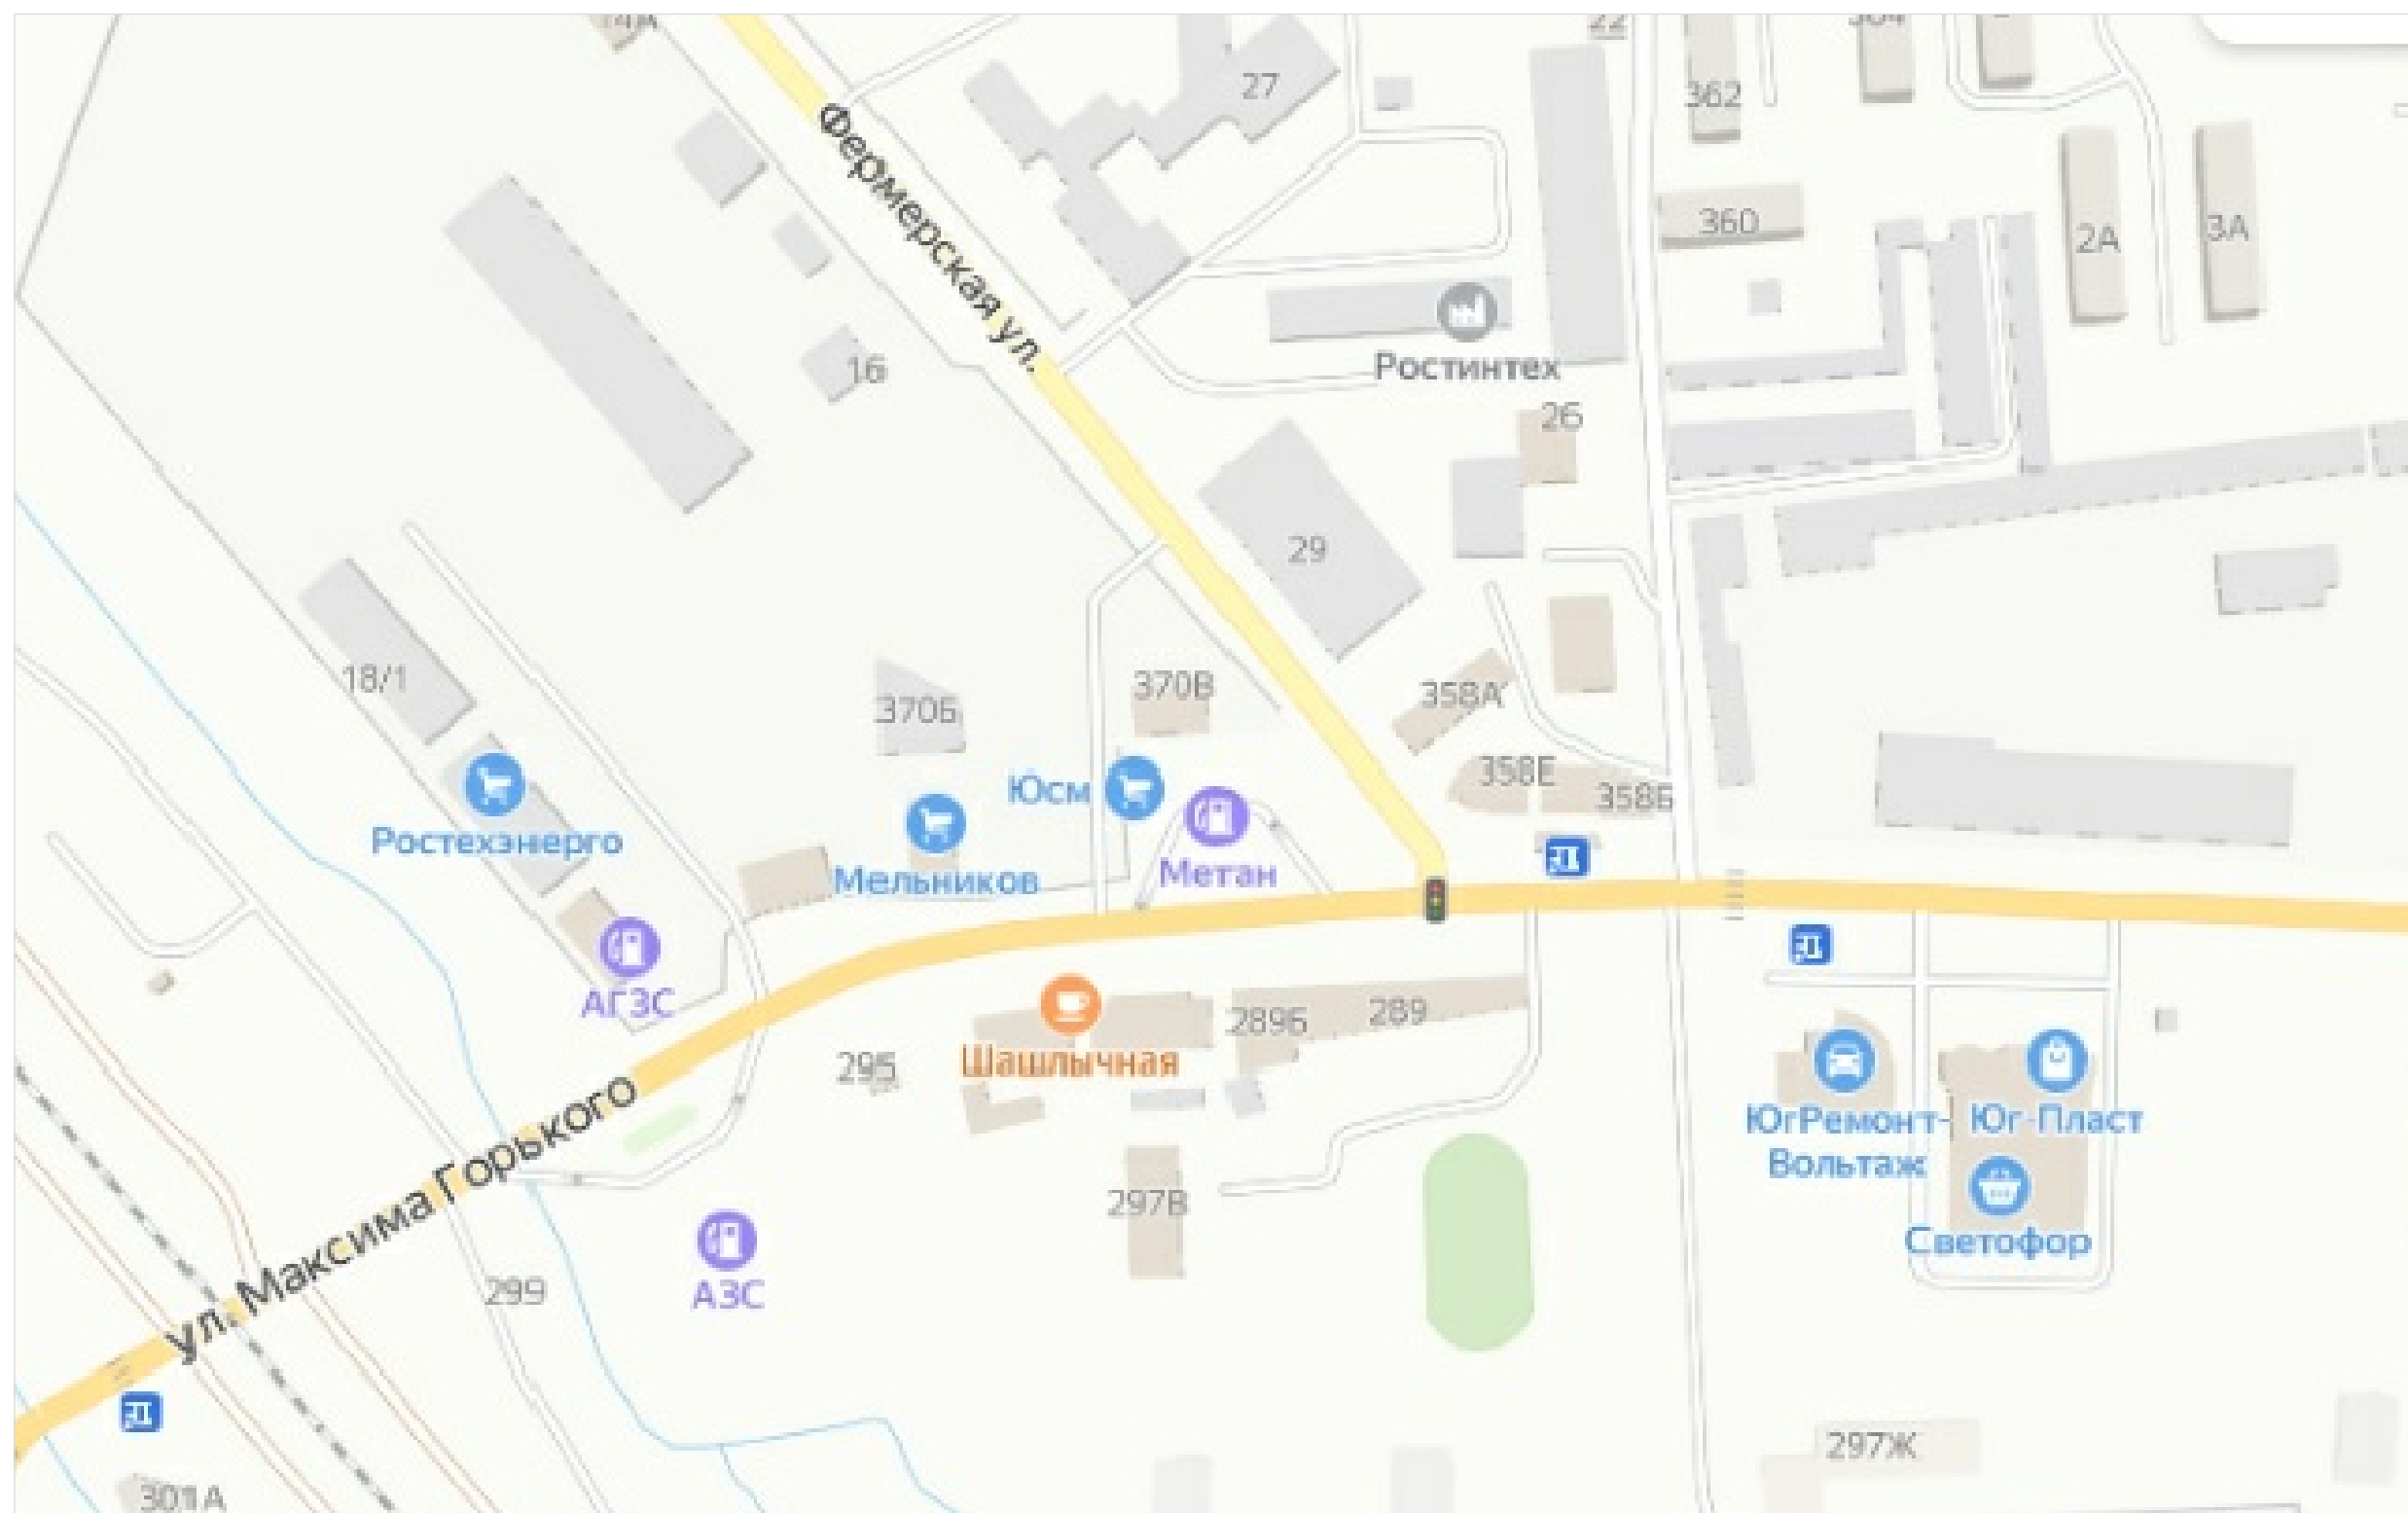 27
362
360
2А
3А
Фермерская ул.
16
Ростинтех
26
29
18/1
370Б
370В
358А
358Е
358Б
Юсм
Ростехэнерго
Мельников
Метан
АГЗС
289Б
289
295
Шашлычная
ЮгРемонт-
Вольтаж
Юг-Пласт
297В
Светофор
ул. Максима Горького
299
АЗС
297Ж
301А